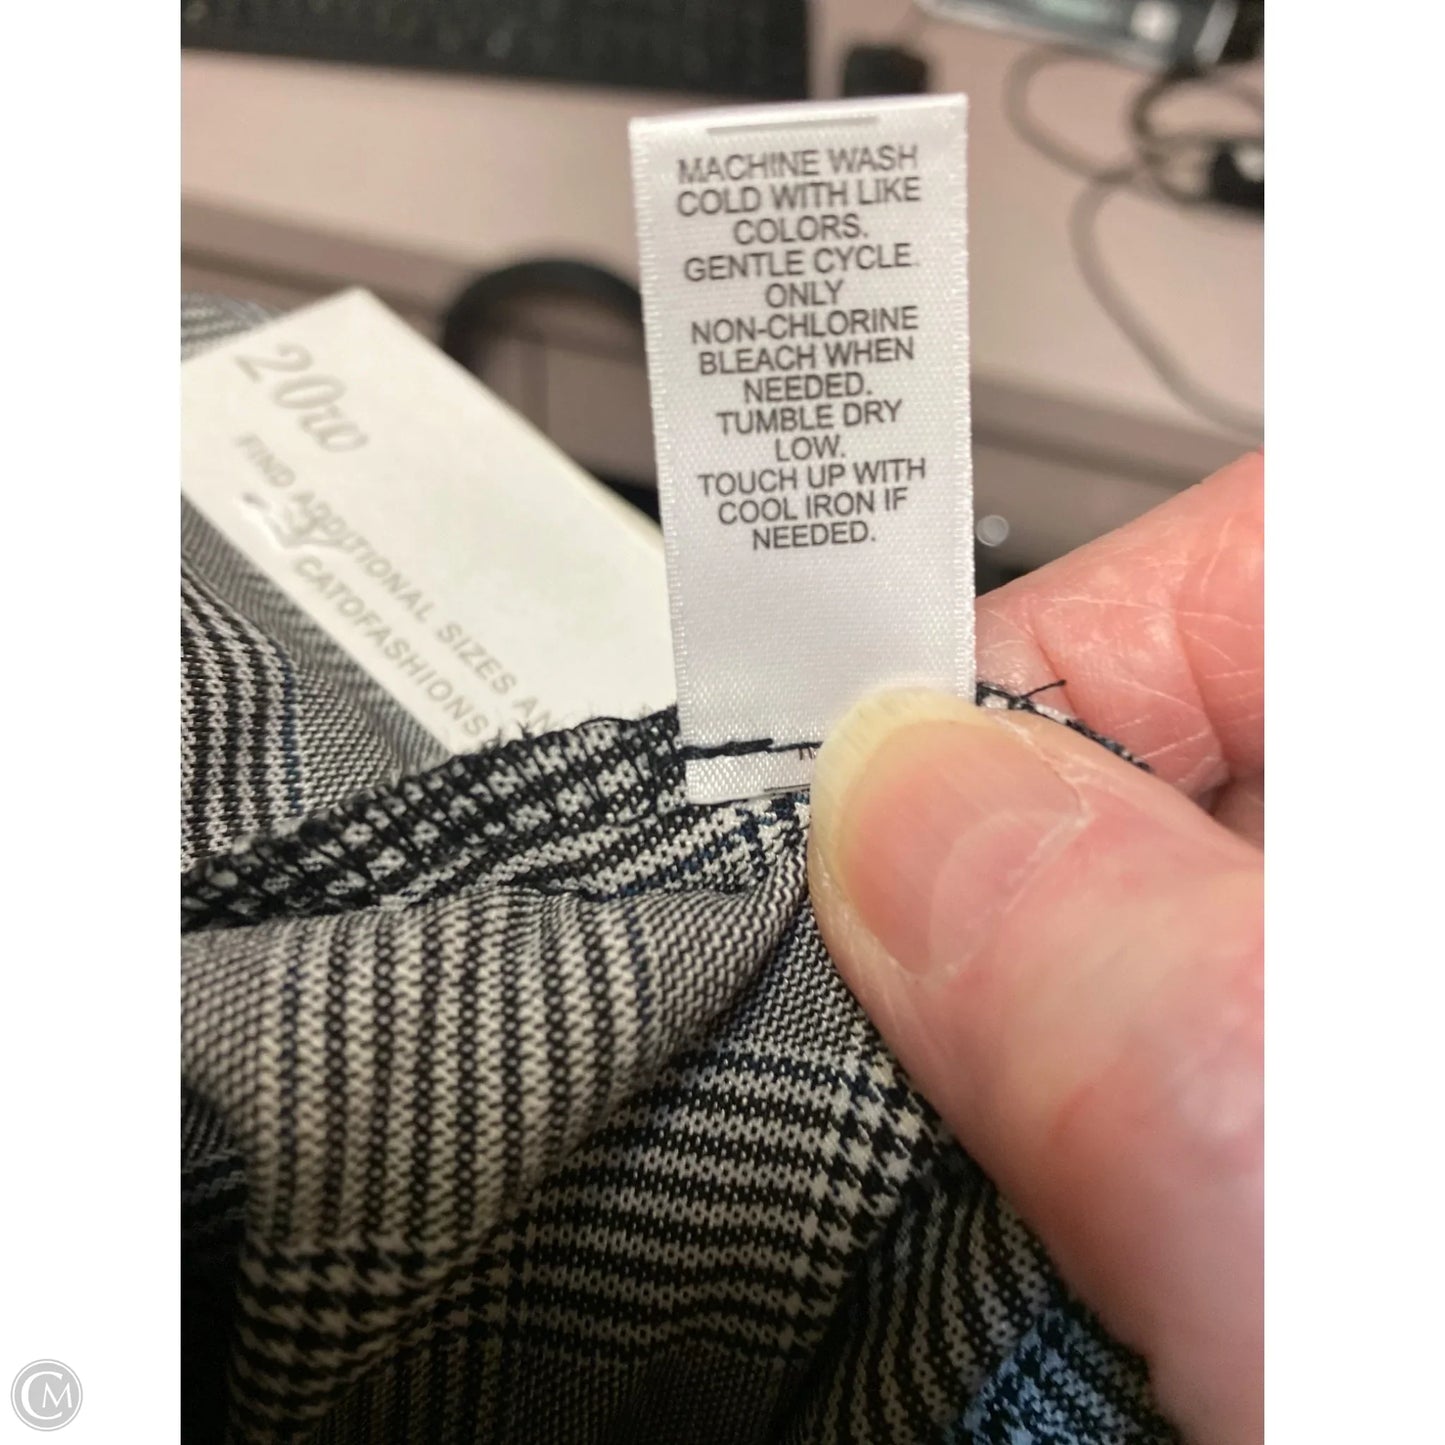 MACHINE WASH
COLD WITH LIKE
COLORS.
GENTLE CYCLE.
ONLY
NON-CHLORINE
BLEACH WHEN
NEEDED.
TUMBLE DRY
LOW.
TOUCH UP WITH
COOL IRON IF
NEEDED.
20w
FIND ADDITIONAL SIZES AN
CATOFASHIONS
CM